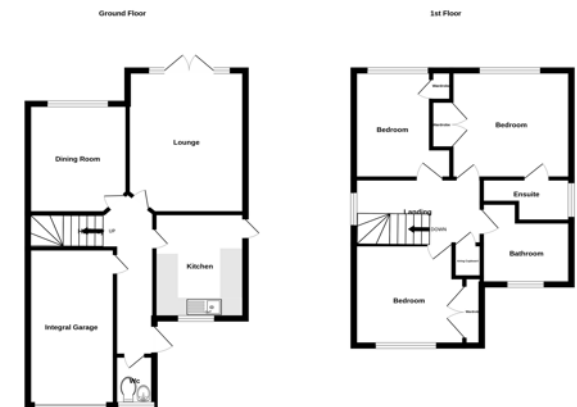 Ground Floor
1st Floor
Lounge
Dining Room
UP
Kitchen
Integral Garage
Wc
Wardrobe
Wardrobe
Bedroom
Bedroom
Ensuite
Landing
DOWN
Bathroom
Bedroom